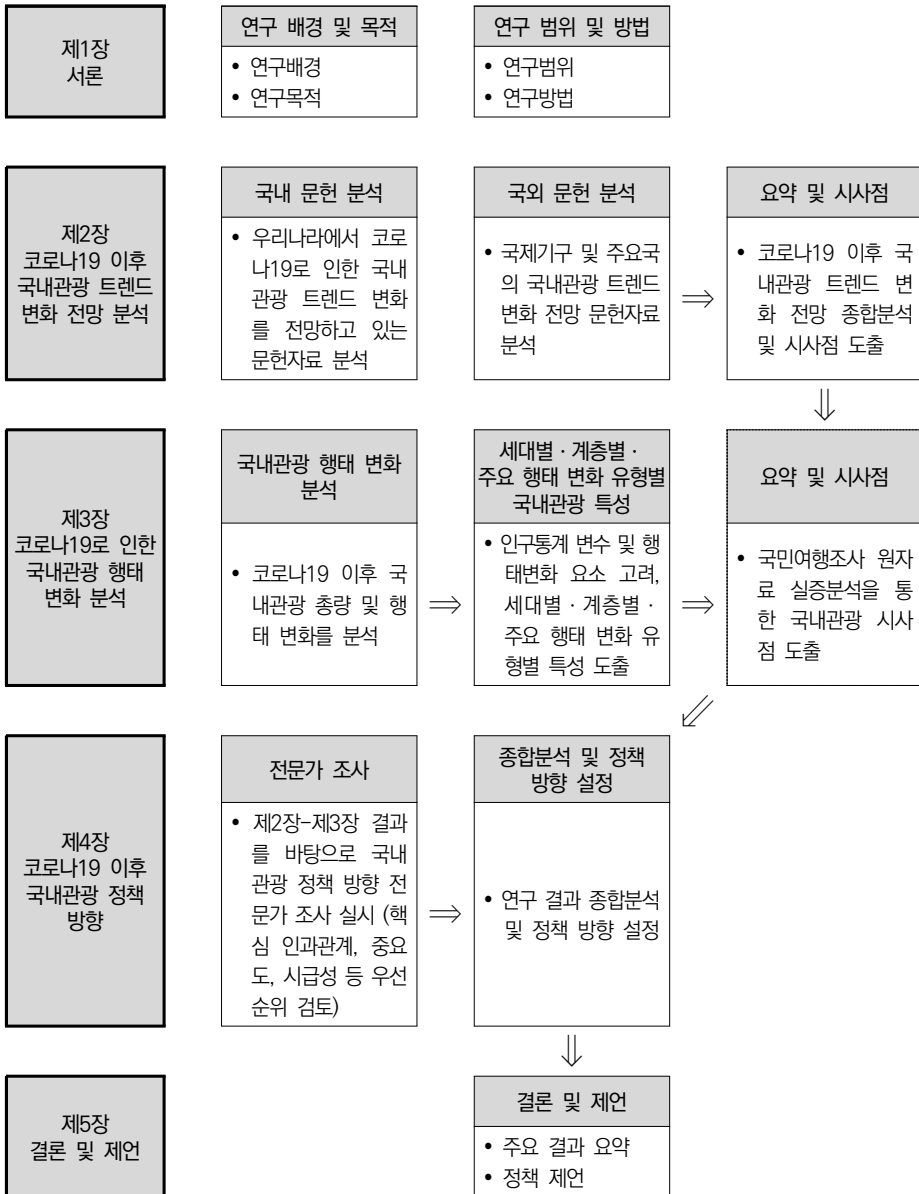 제1장
서론
연구 배경 및 목적
• 연구배경
• 연구목적
연구 범위 및 방법
• 연구범위
• 연구방법
제2장
코로나19 이후
국내관광 트렌드
변화 전망 분석
국내 문헌 분석
• 우리나라에서 코로
나19로 인한 국내
관광 트렌드 변화
를 전망하고 있는
문헌자료 분석
국외 문헌 분석
• 국제기구 및 주요국
의 국내관광 트렌드
변화 전망 문헌자료
분석
⇒
요약 및 시사점
• 코로나19 이후 국
내관광 트렌드 변
화 전망 종합분석
및 시사점 도출
⇓
제3장
코로나19로 인한
국내관광 행태
변화 분석
국내관광 행태 변화
분석
• 코로나19 이후 국
내관광 총량 및 행
태 변화를 분석
⇒
세대별·계층별·
주요 행태 변화 유형별
국내관광 특성
• 인구통계 변수 및 행
태변화 요소 고려,
세대별·계층별·
주요 행태 변화 유
형별 특성 도출
⇒
요약 및 시사점
• 국민여행조사 원자
료 실증분석을 통
한 국내관광 시사
점 도출
제4장
코로나19 이후
국내관광 정책
방향
전문가 조사
• 제2장-제3장 결과
를 바탕으로 국내
관광 정책 방향 전
문가 조사 실시 (핵
심 인과관계, 중요
도, 시급성 등 우선
순위 검토)
⇒
종합분석 및 정책
방향 설정
• 연구 결과 종합분석
및 정책 방향 설정
⇓
제5장
결론 및 제언
결론 및 제언
• 주요 결과 요약
• 정책 제언